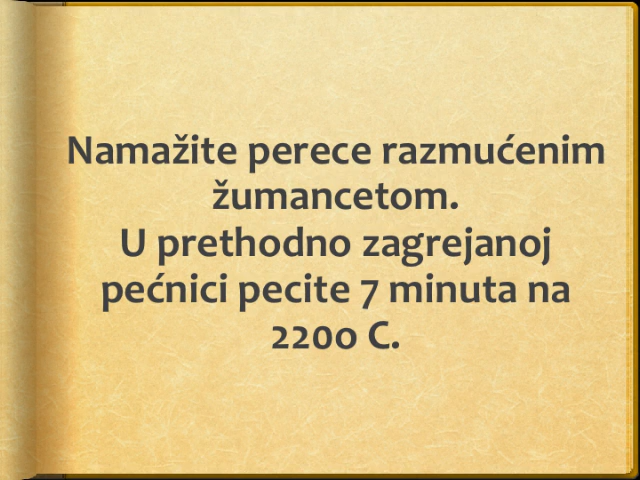 Namažite perece razmućenim
žumancetom.
U prethodno zagrejanoj
pećnici pecite 7 minuta na
220o C.